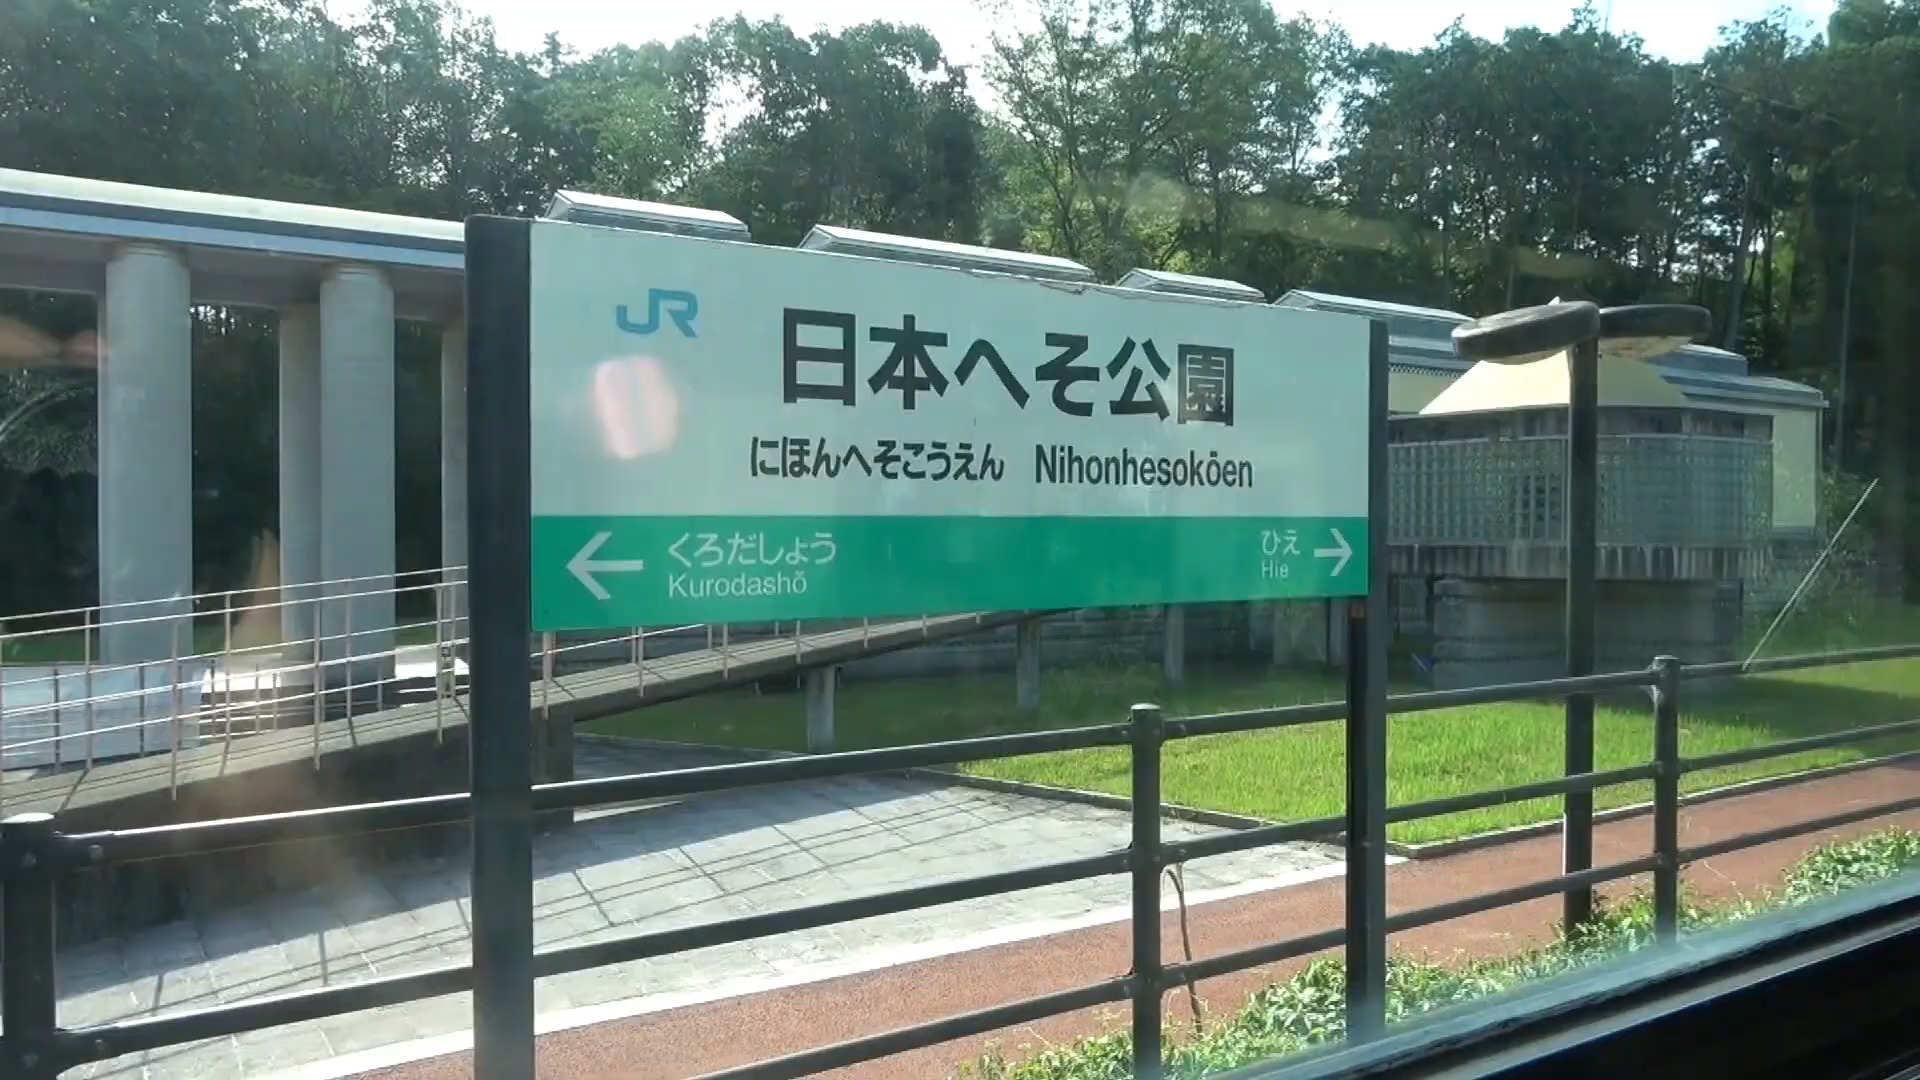 JR
日本へそ公園
にほんへそこうえん Nihonhesokōen
← くろだしょう
Kurodashō
ひえ →
Hie